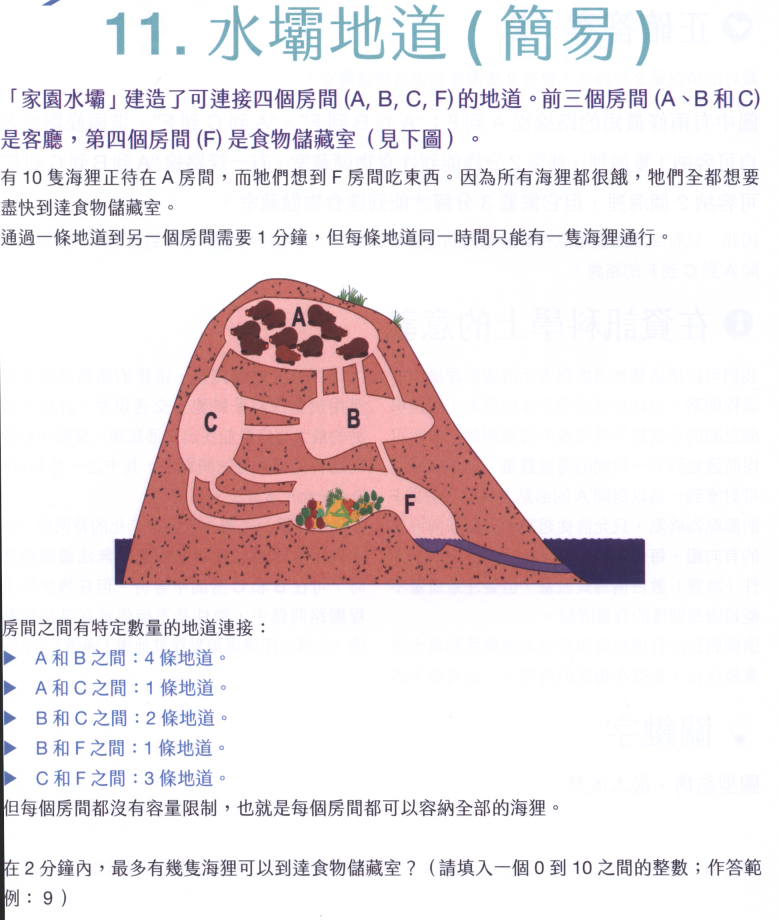 11. 水壩地道 ( 簡易 )
「家園水壩」建造了可連接四個房間 (A, B, C, F) 的地道。前三個房間 (A、B 和 C)
是客廳，第四個房間 (F) 是食物儲藏室（見下圖）。
有 10 隻海狸正待在 A 房間，而牠們想到 F 房間吃東西。因為所有海狸都很餓，牠們全都想要
盡快到達食物儲藏室。
通過一條地道到另一個房間需要 1 分鐘，但每條地道同一時間只能有一隻海狸通行。
A
C
B
F
房間之間有特定數量的地道連接：
▶ A 和 B 之間：4 條地道。
▶ A 和 C 之間：1 條地道。
▶ B 和 C 之間：2 條地道。
▶ B 和 F 之間：1 條地道。
▶ C 和 F 之間：3 條地道。
但每個房間都沒有容量限制，也就是每個房間都可以容納全部的海狸。
在 2 分鐘內，最多有幾隻海狸可以到達食物儲藏室？（請填入一個 0 到 10 之間的整數；作答範
例： 9 ）